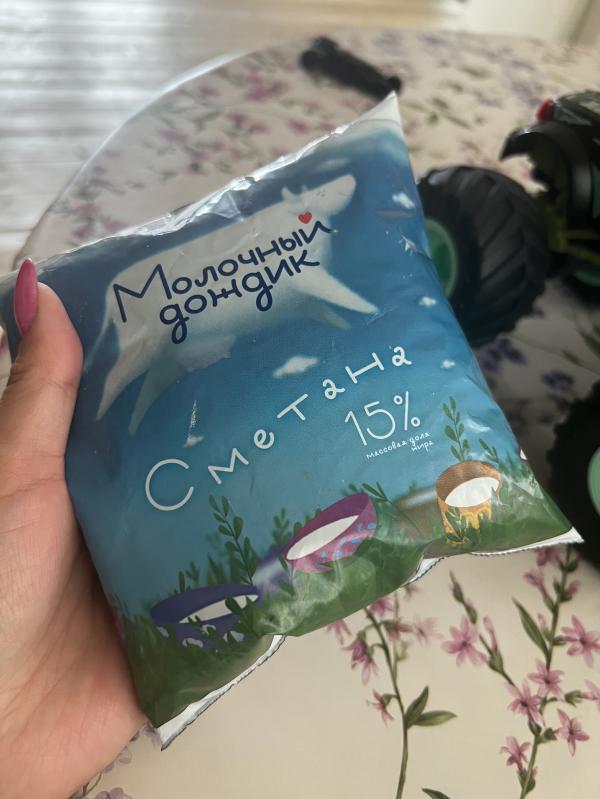 Молочный
дождик
Сметана
15%
массовая доля
жира